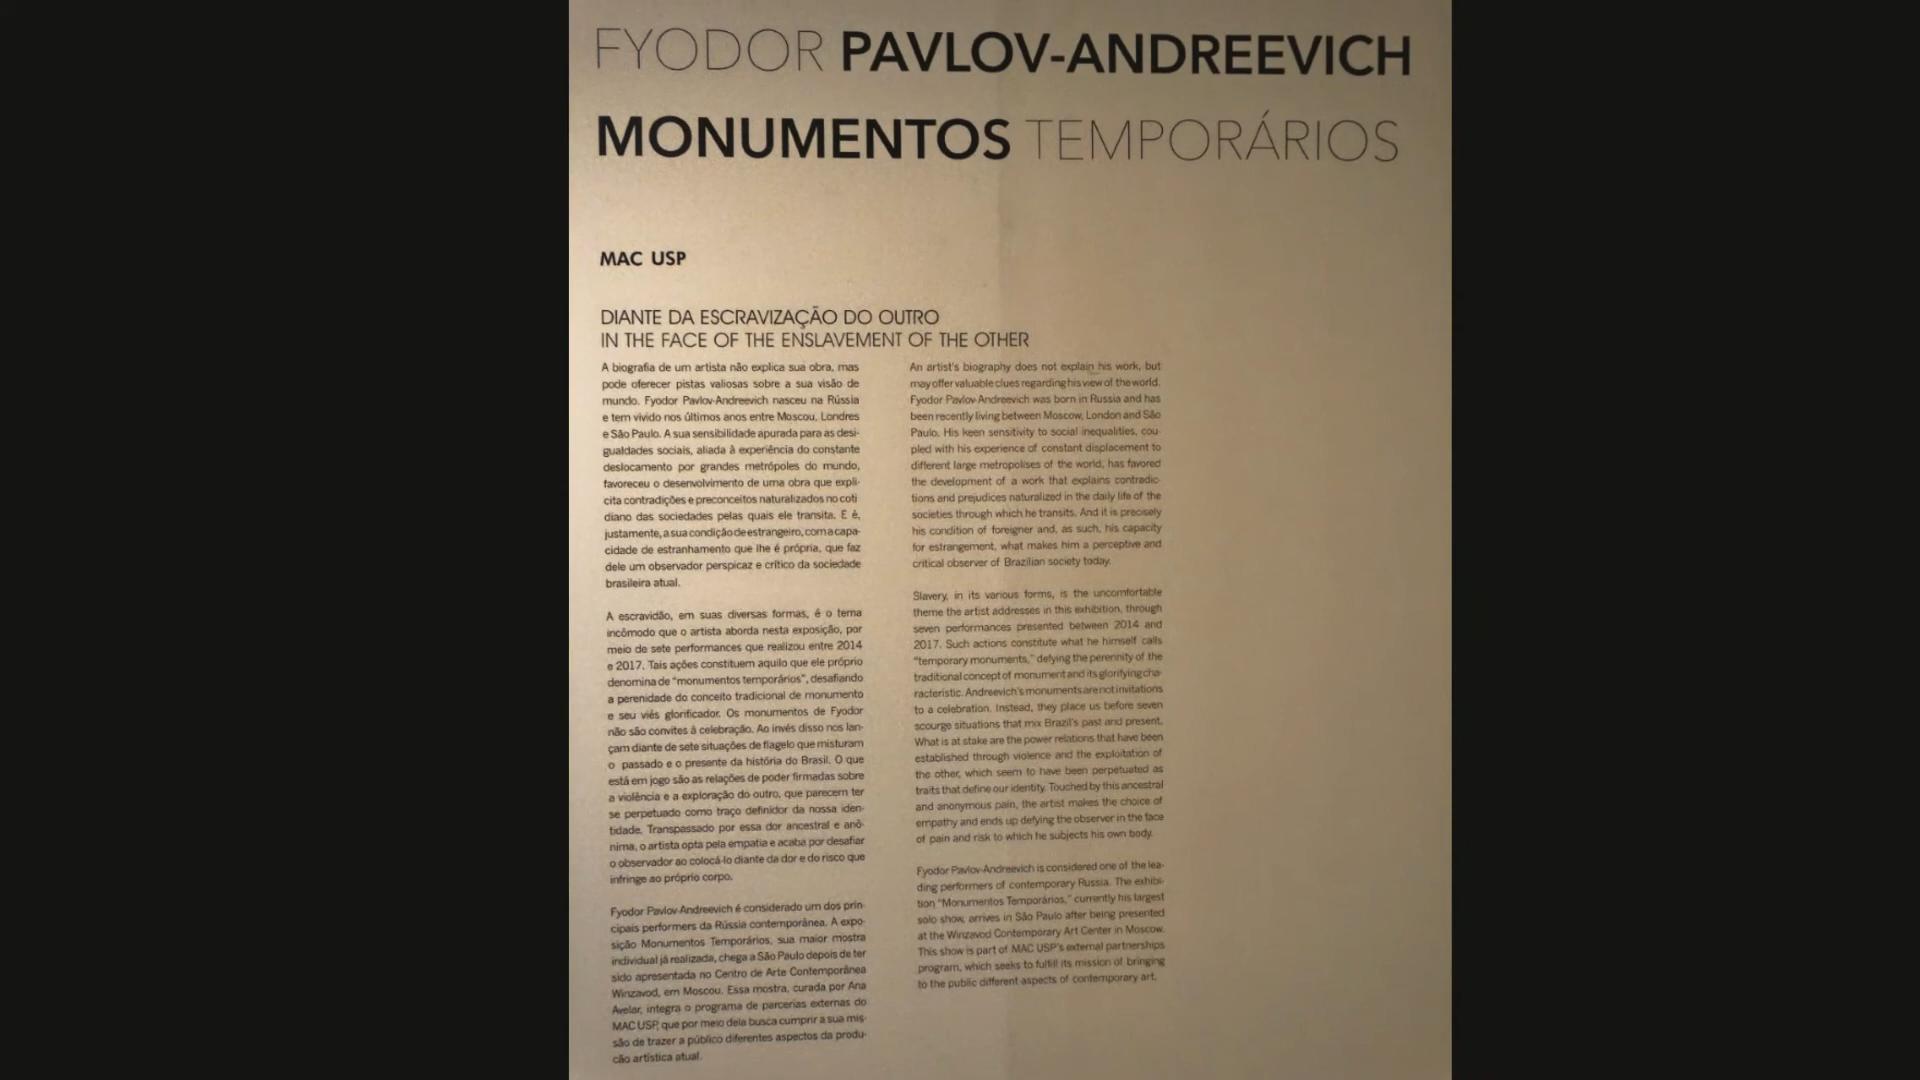 FYODOR PAVLOV-ANDREEVICH
MONUMENTOS TEMPORÁRIOS
MAC USP
DIANTE DA ESCRAVIZAÇÃO DO OUTRO
IN THE FACE OF THE ENSLAVEMENT OF THE OTHER
A biografia de um artista não explica sua obra, mas
pode oferecer pistas valiosas sobre a sua visão de
mundo. Fyodor Pavlov-Andreevich nasceu na Rússia
e tem vivido nos últimos anos entre Moscou, Londres
e São Paulo. A sua sensibilidade apurada para as desi-
gualdades sociais, aliada à experiência do constante
deslocamento por grandes metrópoles do mundo,
favoreceu o desenvolvimento de uma obra que expli-
cita contradições e preconceitos naturalizados no coti
diano das sociedades pelas quais ele transita. E é,
justamente, a sua condição de estrangeiro, com a capa-
cidade de estranhamento que lhe é própria, que faz
dele um observador perspicaz e crítico da sociedade
brasileira atual.
A escravidão, em suas diversas formas, é o tema
incômodo que o artista aborda nesta exposição, por
meio de sete performances que realizou entre 2014
e 2017. Tais ações constituem aquilo que ele próprio
denomina de “monumentos temporários”, desafiando
a perenidade do conceito tradicional de monumento
e seu viés glorificador. Os monumentos de Fyodor
não são convites à celebração. Ao invés disso nos lan-
çam diante de sete situações de flagelo que misturam
o passado e o presente da história do Brasil. O que
está em jogo são as relações de poder firmadas sobre
a violência e a exploração do outro, que parecem ter
se perpetuado como traço definidor da nossa iden-
tidade. Transpassado por essa dor ancestral e anô-
nima, o artista opta pela empatia e acaba por desafiar
o observador ao colocá-lo diante da dor e do risco que
infringe ao próprio corpo.
Fyodor Pavlov-Andreevich é considerado um dos prin-
cipais performers da Rússia contemporânea. A expo-
sição Monumentos Temporários, sua maior mostra
individual já realizada, chega a São Paulo depois de ter
sido apresentada no Centro de Arte Contemporânea
Winzavod, em Moscou. Essa mostra, curada por Ana
Avelar, integra o programa de parcerias externas do
MAC USP, que por meio dela busca cumprir a sua mis-
são de trazer a público diferentes aspectos da produ-
ção artística atual.
An artist's biography does not explain his work, but
may offer valuable clues regarding his view of the world.
Fyodor Pavlov-Andreevich was born in Russia and has
been recently living between Moscow, London and São
Paulo. His keen sensitivity to social inequalities, cou-
pled with his experience of constant displacement to
different large metropolises of the world, has favored
the development of a work that explains contradic-
tions and prejudices naturalized in the daily life of the
societies through which he transits. And it is precisely
his condition of foreigner and, as such, his capacity
for estrangement, what makes him a perceptive and
critical observer of Brazilian society today.
Slavery, in its various forms, is the uncomfortable
theme the artist addresses in this exhibition, through
seven performances presented between 2014 and
2017. Such actions constitute what he himself calls
“temporary monuments,” defying the perennity of the
traditional concept of monument and its glorifying cha-
racteristic. Andreevich's monuments are not invitations
to a celebration. Instead, they place us before seven
scourge situations that mix Brazil's past and present.
What is at stake are the power relations that have been
established through violence and the exploitation of
the other, which seem to have been perpetuated as
traits that define our identity. Touched by this ancestral
and anonymous pain, the artist makes the choice of
empathy and ends up defying the observer in the face
of pain and risk to which he subjects his own body.
Fyodor Pavlov-Andreevich is considered one of the lea-
ding performers of contemporary Russia. The exhibi-
tion “Monumentos Temporários,” currently his largest
solo show, arrives in São Paulo after being presented
at the Winzavod Contemporary Art Center in Moscow.
This show is part of MAC USP's external partnerships
program, which seeks to fulfill its mission of bringing
to the public different aspects of contemporary art.